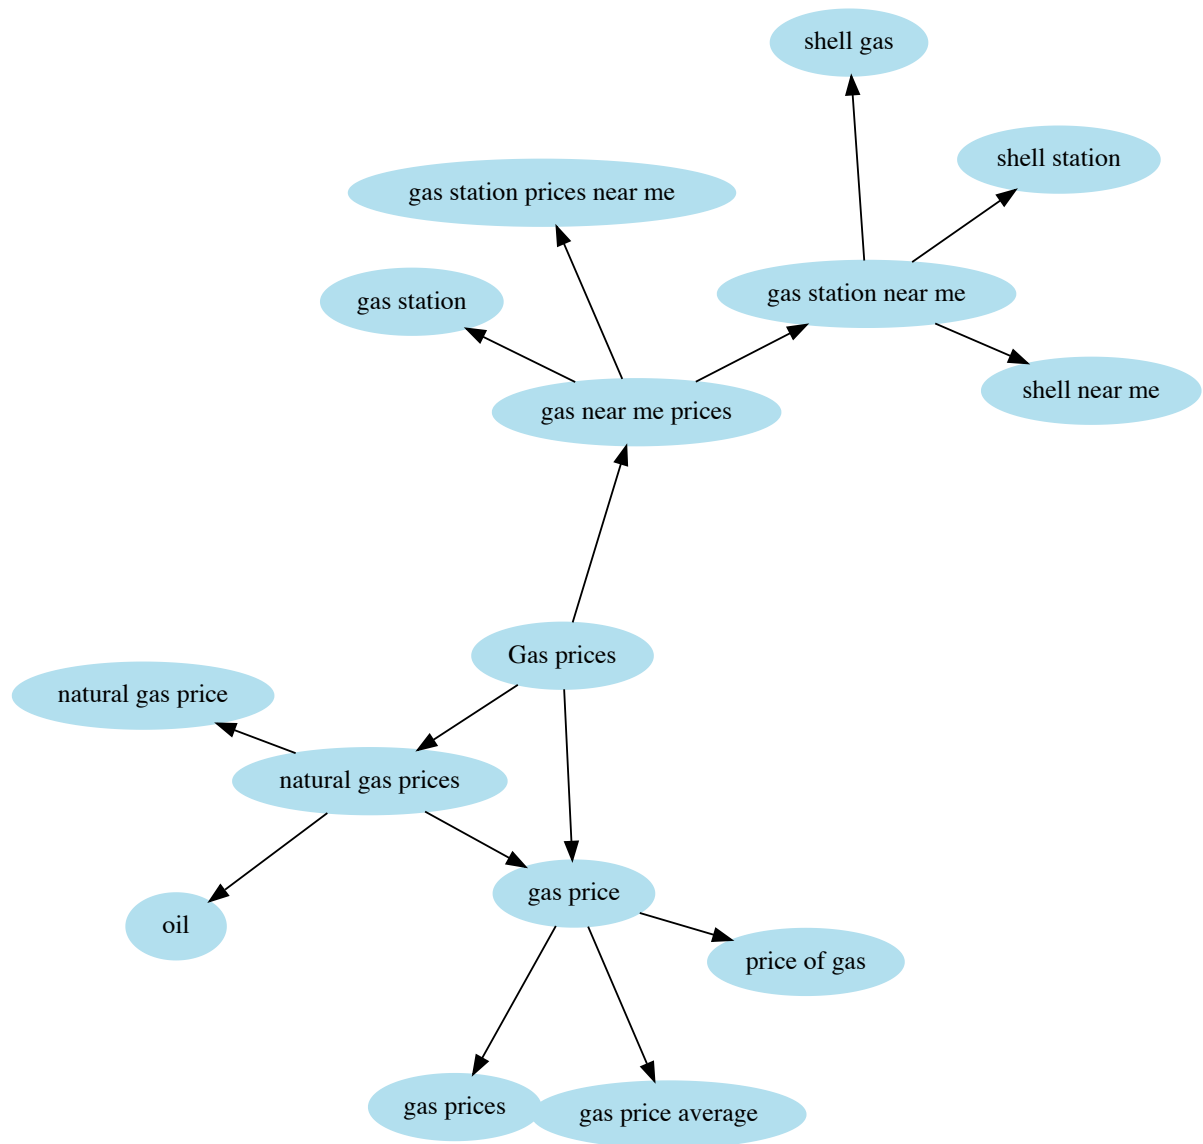 shell gas
shell station
gas station prices near me
gas station near me
gas station
shell near me
gas near me prices
Gas prices
natural gas price
natural gas prices
gas price
oil
price of gas
gas prices
gas price average